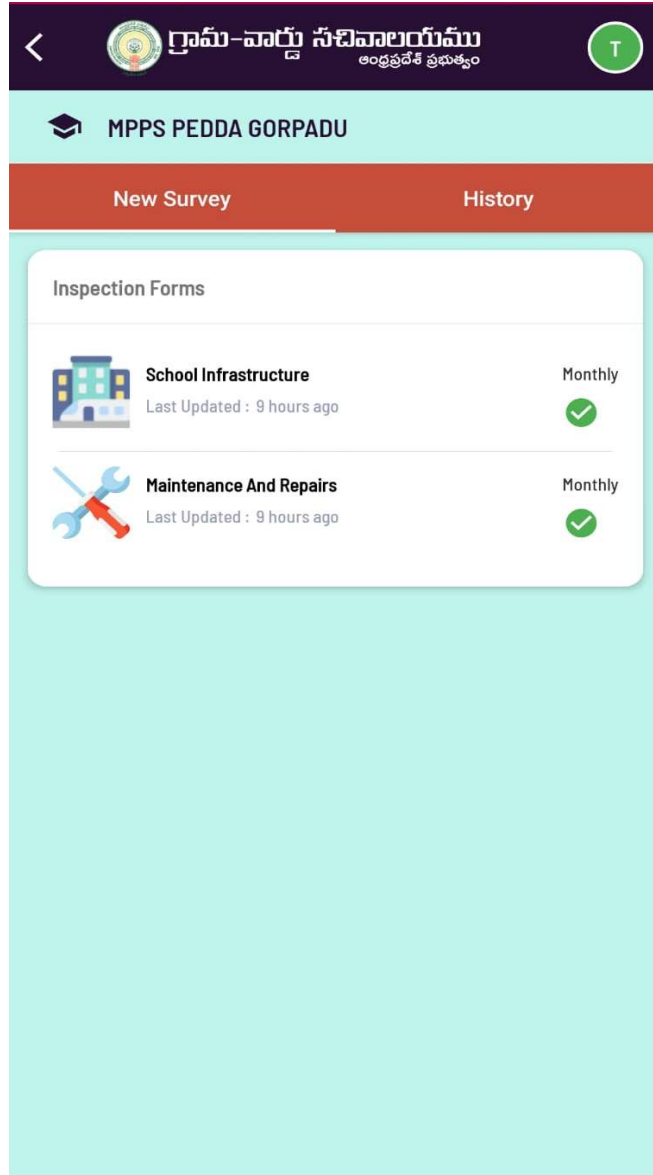 గ్రామ-వార్డు సచివాలయము
ఆంధ్రప్రదేశ్ ప్రభుత్వం
T
MPPS PEDDA GORPADU
New Survey
History
Inspection Forms
School Infrastructure
Monthly
Last Updated : 9 hours ago
Maintenance And Repairs
Monthly
Last Updated : 9 hours ago